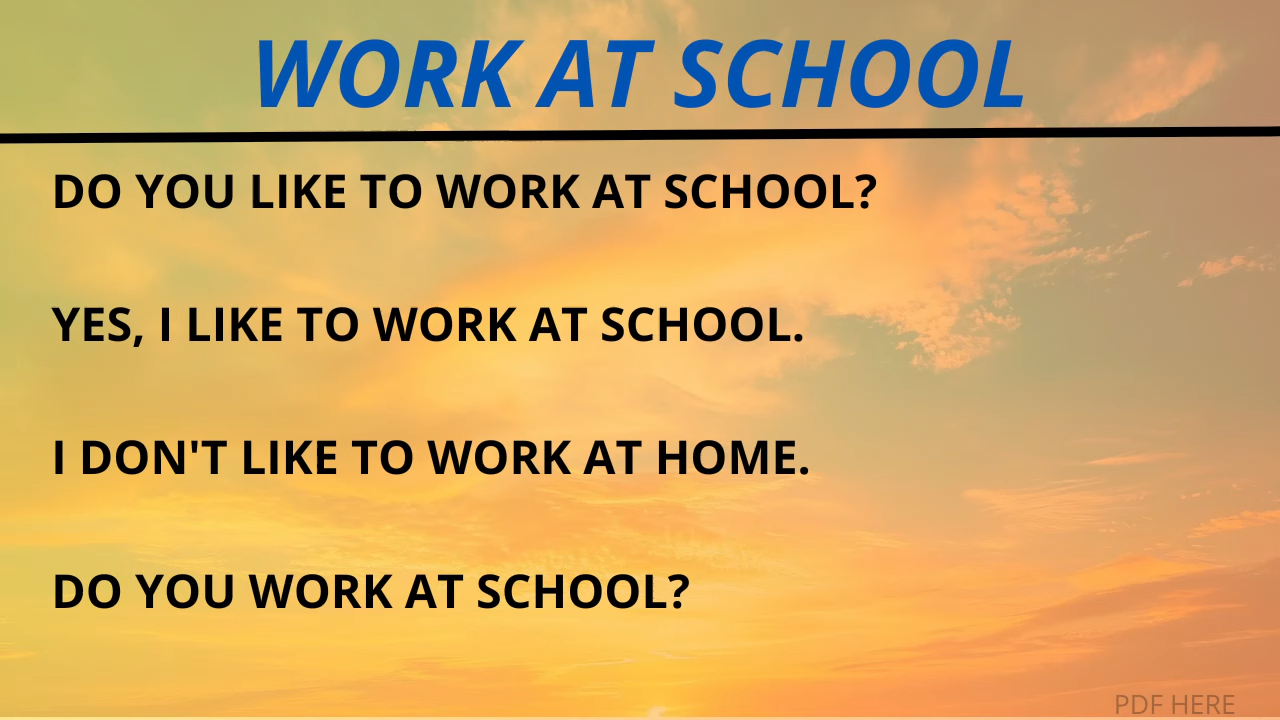 WORK AT SCHOOL
DO YOU LIKE TO WORK AT SCHOOL?
YES, I LIKE TO WORK AT SCHOOL.
I DON'T LIKE TO WORK AT HOME.
DO YOU WORK AT SCHOOL?
PDF HERE